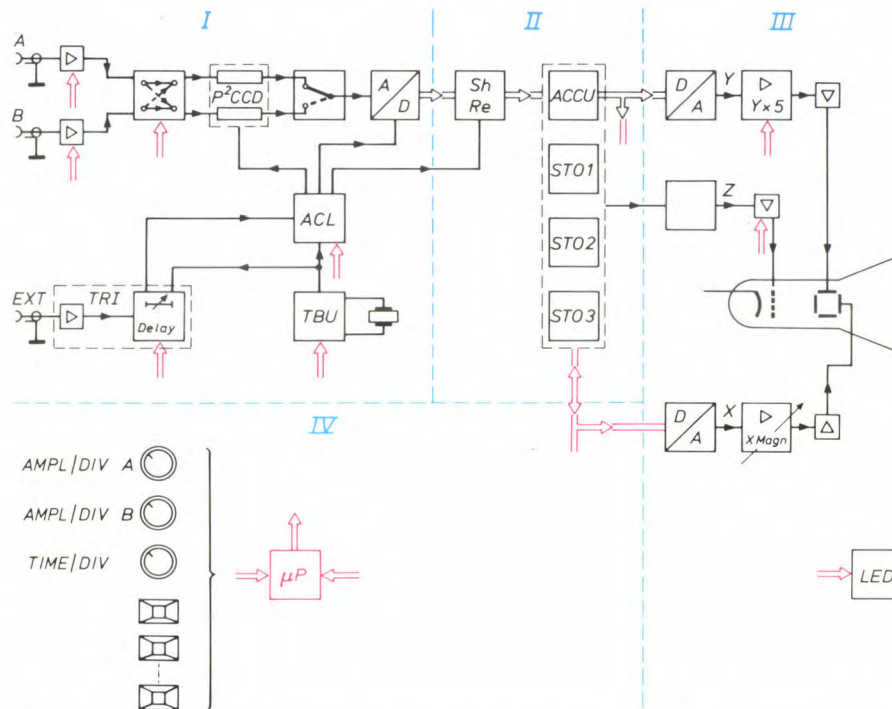 I II III
A
P²CCD
A
D
Sh
Re
ACCU
D
A
Y
Y×5
B
STO1
STO2
STO3
Z
ACL
EXT
TRI
Delay
TBU
D
A
X
X Magn
IV
AMPL/DIV A
AMPL/DIV B
TIME/DIV
µP
LED